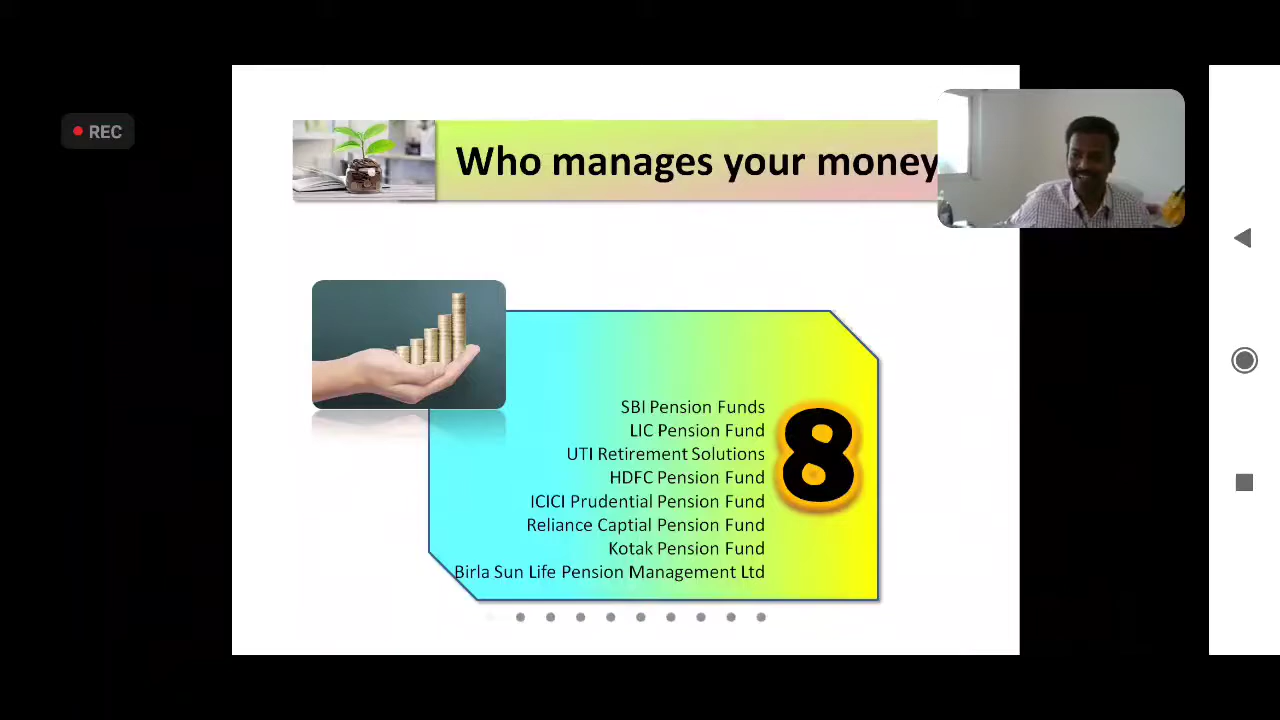 REC
Who manages your money
SBI Pension Funds
LIC Pension Fund
UTI Retirement Solutions
HDFC Pension Fund
ICICI Prudential Pension Fund
Reliance Captial Pension Fund
Kotak Pension Fund
Birla Sun Life Pension Management Ltd
8